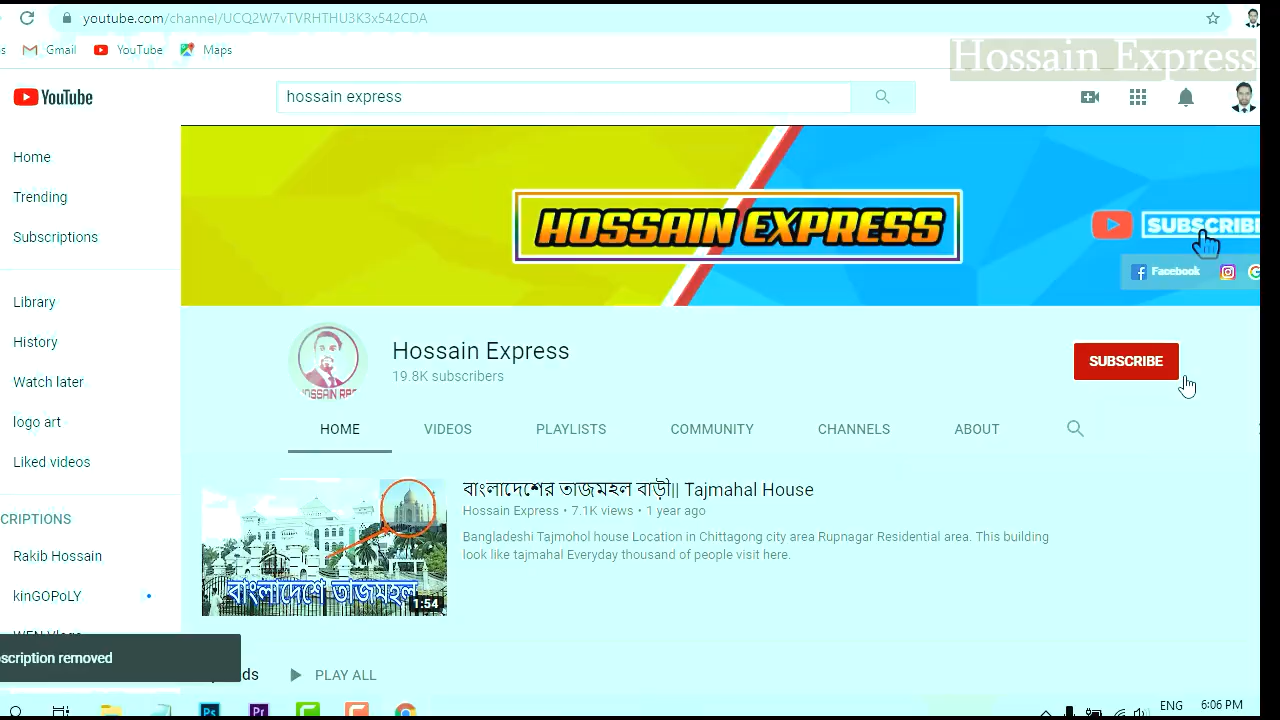 youtube.com/channel/UCQ2W7vTVRHTHU3K3x542CDA
Gmail YouTube Maps
Hossain Express
YouTube
hossain express
Home
Trending
Subscriptions
Library
History
Watch later
logo art
Liked videos
CRIPTIONS
Rakib Hossain
kinGOPoLY
HOSSAIN EXPRESS
SUBSCRIBE
Facebook
Hossain Express
19.8K subscribers
SUBSCRIBE
HOME VIDEOS PLAYLISTS COMMUNITY CHANNELS ABOUT
বাংলাদেশের তাজমহল বাড়ী|| Tajmahal House
Hossain Express • 7.1K views • 1 year ago
Bangladeshi Tajmohol house Location in Chittagong city area Rupnagar Residential area. This building
look like tajmahal Everyday thousand of people visit here.
বাংলাদেশে তাজমহল
1:54
scription removed
ds
PLAY ALL
Ps Pr
ENG 6:06 PM